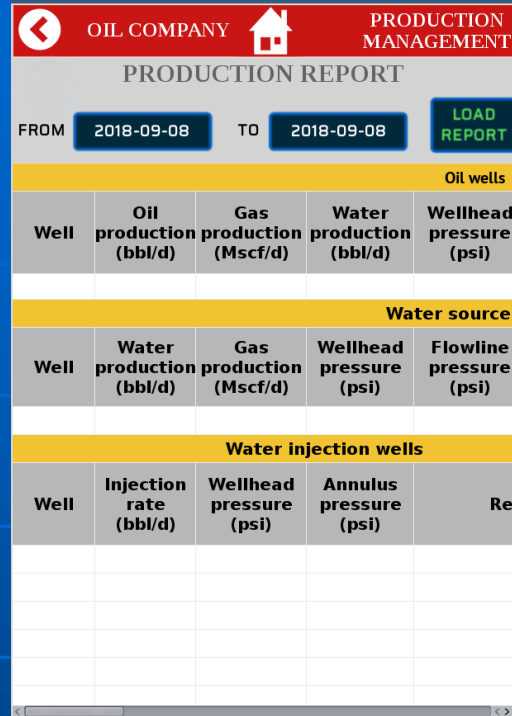 OIL COMPANY
PRODUCTION
MANAGEMENT
PRODUCTION REPORT
FROM 2018-09-08 TO 2018-09-08 LOAD REPORT
Oil wells
Well Oil production (bbl/d) Gas production (Mscf/d) Water production (bbl/d) Wellhead pressure (psi)
Water source
Well Water production (bbl/d) Gas production (Mscf/d) Wellhead pressure (psi) Flowline pressure (psi)
Water injection wells
Well Injection rate (bbl/d) Wellhead pressure (psi) Annulus pressure (psi) Re